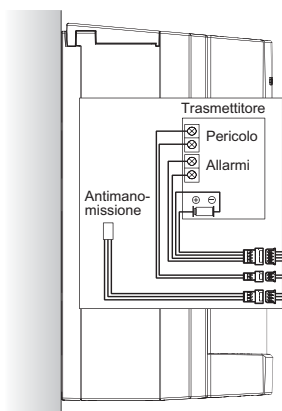 Trasmettitore
Pericolo
Allarmi
Antimano-
missione